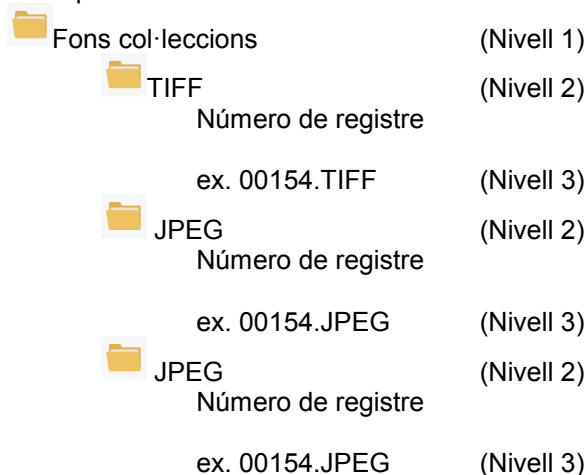 Fons col·leccions (Nivell 1)
TIFF (Nivell 2)
Número de registre
ex. 00154.TIFF (Nivell 3)
JPEG (Nivell 2)
Número de registre
ex. 00154.JPEG (Nivell 3)
JPEG (Nivell 2)
Número de registre
ex. 00154.JPEG (Nivell 3)